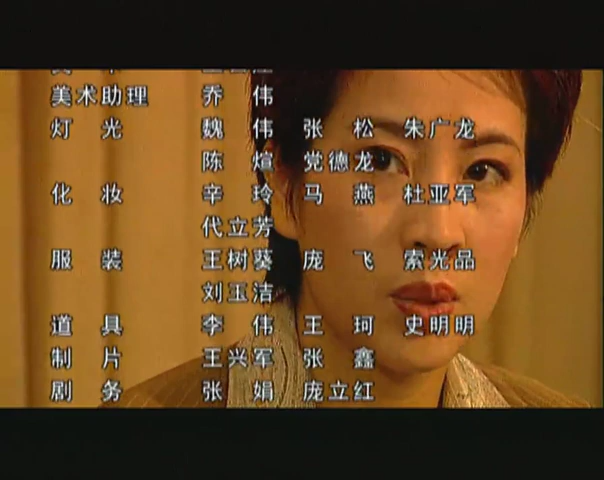 美术助理 乔伟
灯光 魏伟 张松 朱广龙
陈煊 党德龙
化妆 辛玲 马燕 杜亚军
代立芳
服装 王树葵 庞飞 索光品
刘玉洁
道具 李伟 王珂 史明明
制片 王兴军 张鑫
剧务 张娟 庞立红